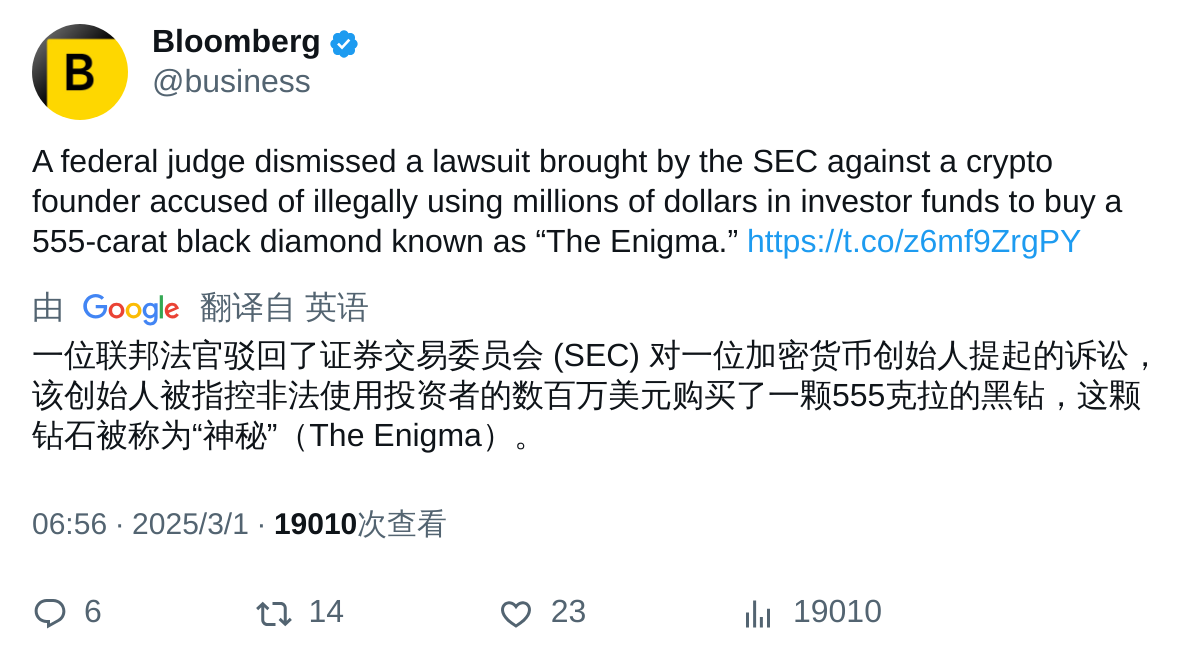 B
Bloomberg
@business
A federal judge dismissed a lawsuit brought by the SEC against a crypto
founder accused of illegally using millions of dollars in investor funds to buy a
555-carat black diamond known as “The Enigma.” https://t.co/z6mf9ZrgPY
由 Google 翻译自 英语
一位联邦法官驳回了证券交易委员会 (SEC) 对一位加密货币创始人提起的诉讼，
该创始人被指控非法使用投资者的数百万美元购买了一颗555克拉的黑钻，这颗
钻石被称为“神秘”（The Enigma）。
06:56 · 2025/3/1 · 19010次查看
6 14 23 19010